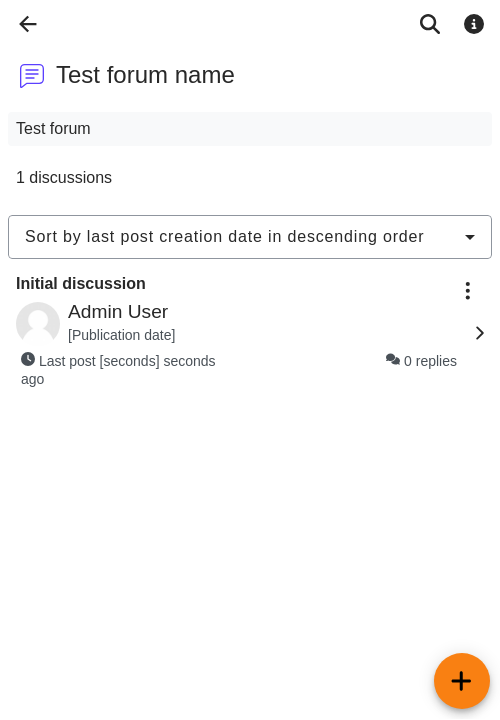 Test forum name
Test forum
1 discussions
Sort by last post creation date in descending order
Initial discussion
Admin User
[Publication date]
Last post [seconds] seconds
ago
0 replies